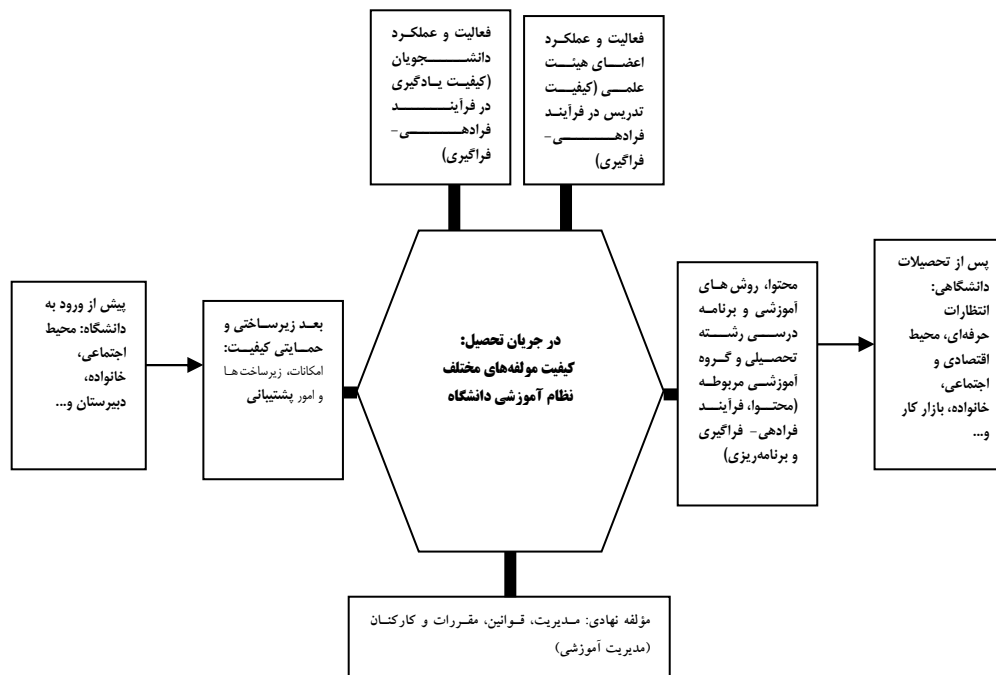 فعالیت و عملکرد
اعضای هیئت
علمی (کیفیت
تدریس در فرآیند
فرادهی-
فراگیری)
فعالیت و عملکرد
دانشجویان
(کیفیت یادگیری
در فرآیند
فرادهی-
فراگیری)
پس از تحصیلات
دانشگاهی:
انتظارات
حرفه‌ای، محیط
اقتصادی و
اجتماعی،
خانواده، بازار کار
و...
محتوا، روش‌های
آموزشی و برنامه
درسی رشته
تحصیلی و گروه
آموزشی مربوطه
(محتوا، فرآیند
فرادهی- فراگیری
و برنامه‌ریزی)
در جریان تحصیل:
کیفیت مولفه‌های مختلف
نظام آموزشی دانشگاه
بعد زیرساختی و
حمایتی کیفیت:
امکانات، زیرساخت‌ها
و امور پشتیبانی
پیش از ورود به
دانشگاه: محیط
اجتماعی،
خانواده،
دبیرستان و...
مؤلفه نهادی: مدیریت، قوانین، مقررات و کارکنان
(مدیریت آموزشی)